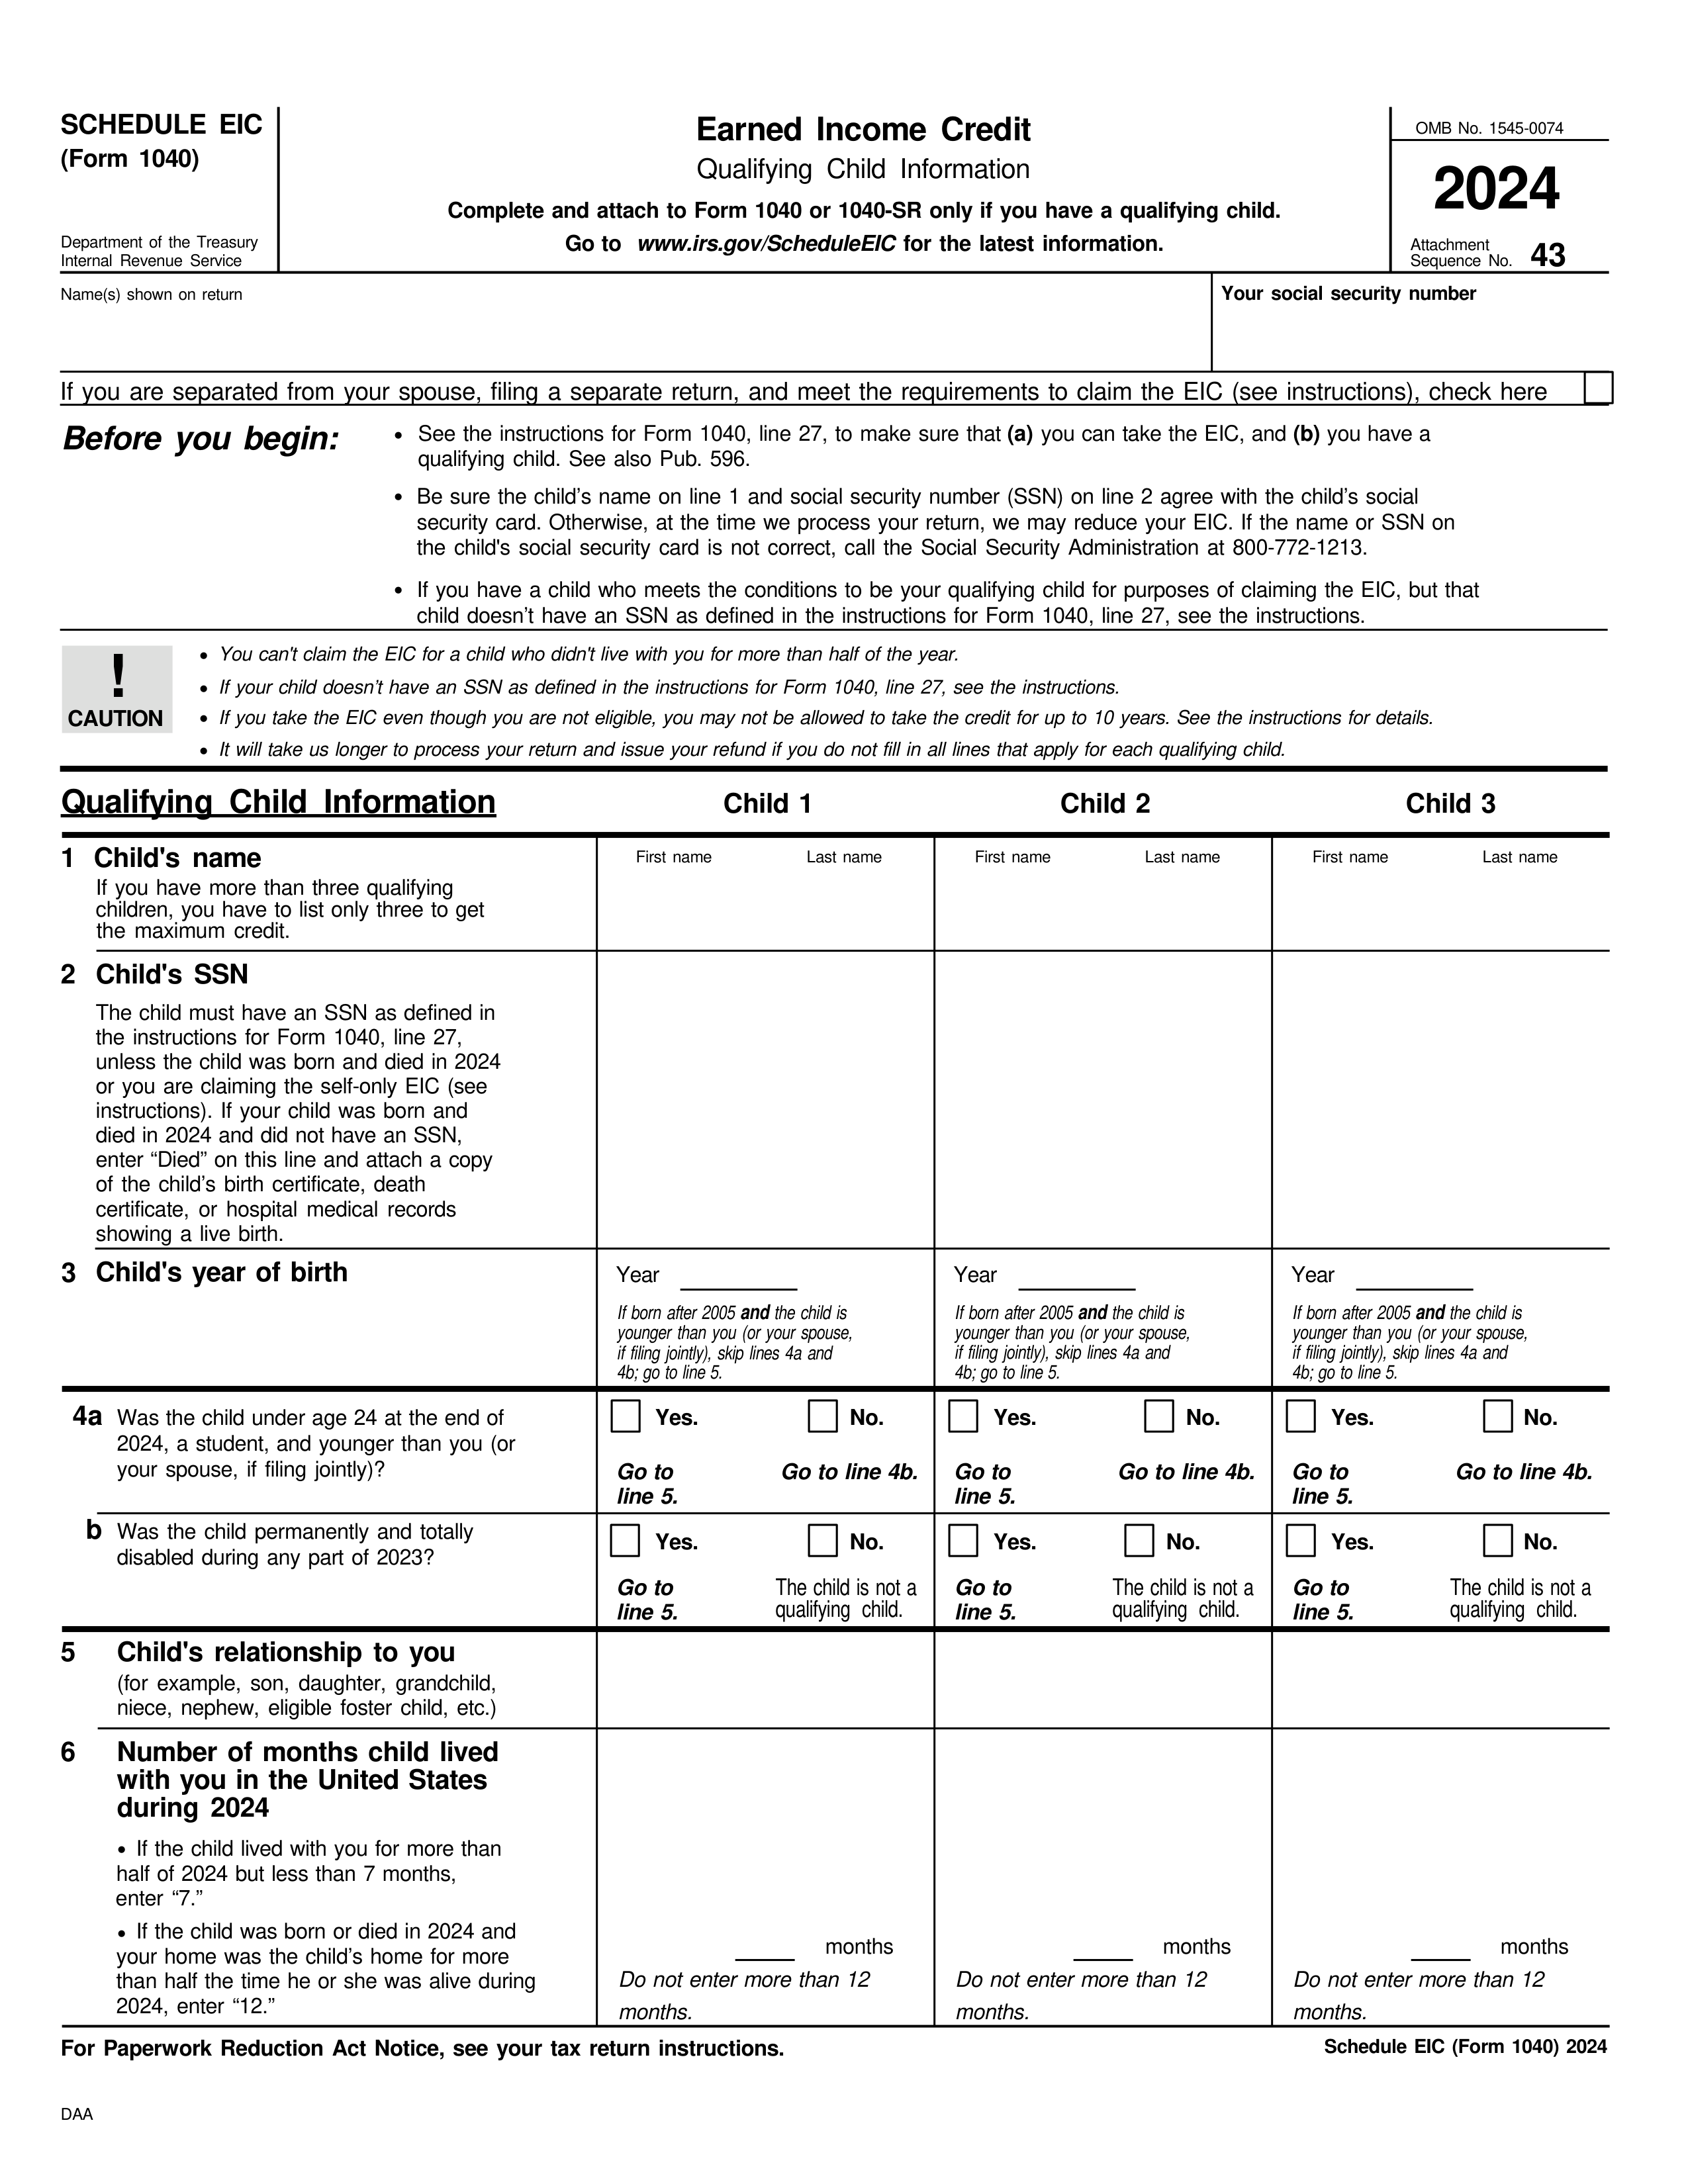 SCHEDULE EIC
(Form 1040)
Department of the Treasury
Internal Revenue Service
Earned Income Credit
Qualifying Child Information
Complete and attach to Form 1040 or 1040-SR only if you have a qualifying child.
Go to www.irs.gov/ScheduleEIC for the latest information.
OMB No. 1545-0074
2024
Attachment
Sequence No. 43
Name(s) shown on return
Your social security number
If you are separated from your spouse, filing a separate return, and meet the requirements to claim the EIC (see instructions), check here
Before you begin:
• See the instructions for Form 1040, line 27, to make sure that (a) you can take the EIC, and (b) you have a
qualifying child. See also Pub. 596.
• Be sure the child’s name on line 1 and social security number (SSN) on line 2 agree with the child’s social
security card. Otherwise, at the time we process your return, we may reduce your EIC. If the name or SSN on
the child's social security card is not correct, call the Social Security Administration at 800-772-1213.
• If you have a child who meets the conditions to be your qualifying child for purposes of claiming the EIC, but that
child doesn’t have an SSN as defined in the instructions for Form 1040, line 27, see the instructions.
!
CAUTION
• You can't claim the EIC for a child who didn't live with you for more than half of the year.
• If your child doesn’t have an SSN as defined in the instructions for Form 1040, line 27, see the instructions.
• If you take the EIC even though you are not eligible, you may not be allowed to take the credit for up to 10 years. See the instructions for details.
• It will take us longer to process your return and issue your refund if you do not fill in all lines that apply for each qualifying child.
Qualifying Child Information Child 1 Child 2 Child 3
1 Child's name
If you have more than three qualifying
children, you have to list only three to get
the maximum credit.
First name Last name First name Last name First name Last name
2 Child's SSN
The child must have an SSN as defined in
the instructions for Form 1040, line 27,
unless the child was born and died in 2024
or you are claiming the self-only EIC (see
instructions). If your child was born and
died in 2024 and did not have an SSN,
enter “Died” on this line and attach a copy
of the child’s birth certificate, death
certificate, or hospital medical records
showing a live birth.
3 Child's year of birth
Year
If born after 2005 and the child is
younger than you (or your spouse,
if filing jointly), skip lines 4a and
4b; go to line 5.
Year
If born after 2005 and the child is
younger than you (or your spouse,
if filing jointly), skip lines 4a and
4b; go to line 5.
Year
If born after 2005 and the child is
younger than you (or your spouse,
if filing jointly), skip lines 4a and
4b; go to line 5.
4a Was the child under age 24 at the end of
2024, a student, and younger than you (or
your spouse, if filing jointly)?
Yes. No.
Go to
line 5.
Go to line 4b.
Yes. No.
Go to
line 5.
Go to line 4b.
Yes. No.
Go to
line 5.
Go to line 4b.
b Was the child permanently and totally
disabled during any part of 2023?
Yes. No.
Go to
line 5.
The child is not a
qualifying child.
Yes. No.
Go to
line 5.
The child is not a
qualifying child.
Yes. No.
Go to
line 5.
The child is not a
qualifying child.
5 Child's relationship to you
(for example, son, daughter, grandchild,
niece, nephew, eligible foster child, etc.)
6 Number of months child lived
with you in the United States
during 2024
• If the child lived with you for more than
half of 2024 but less than 7 months,
enter “7.”
• If the child was born or died in 2024 and
your home was the child’s home for more
than half the time he or she was alive during
2024, enter “12.”
months
Do not enter more than 12
months.
months
Do not enter more than 12
months.
months
Do not enter more than 12
months.
For Paperwork Reduction Act Notice, see your tax return instructions.
Schedule EIC (Form 1040) 2024
DAA